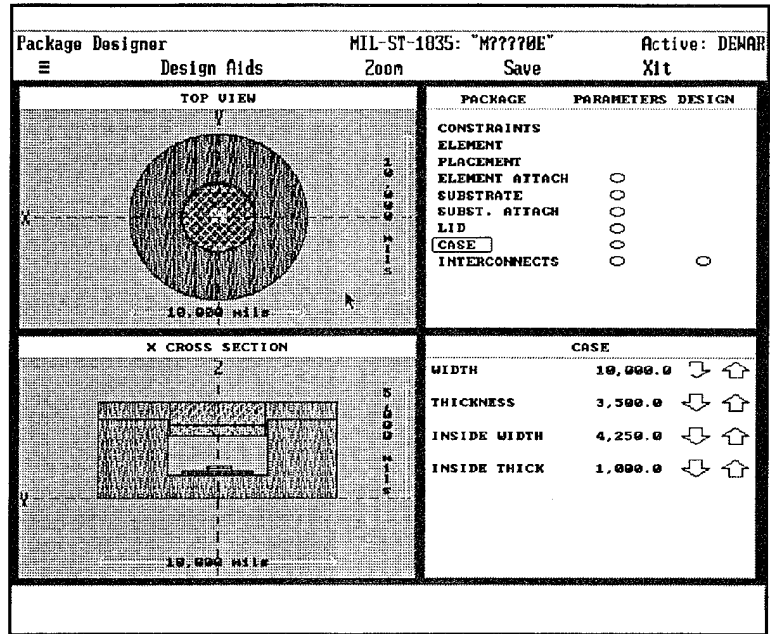 Package Designer MIL-ST-1835: "M????0E" Active: DEWAR
≡ Design Aids Zoom Save X1t
TOP VIEW
Y
X
10,000 mils
10,000 mils
PACKAGE PARAMETERS DESIGN
CONSTRAINTS
ELEMENT
PLACEMENT
ELEMENT ATTACH
SUBSTRATE
SUBST. ATTACH
LID
CASE
INTERCONNECTS
X CROSS SECTION
Z
Y
5,000 mils
10,000 mils
CASE
WIDTH 10,000.0
THICKNESS 3,500.0
INSIDE WIDTH 4,250.0
INSIDE THICK 1,000.0